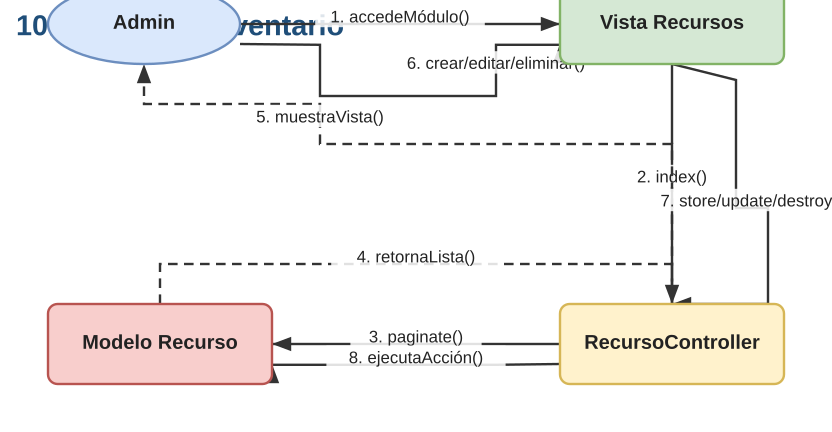 10
ventario
Admin
1. accedeMódulo()
Vista Recursos
6. crear/editar/eliminar()
5. muestraVista()
2. index()
7. store/update/destroy
4. retornaLista()
Modelo Recurso
3. paginate()
8. ejecutaAcción()
RecursoController